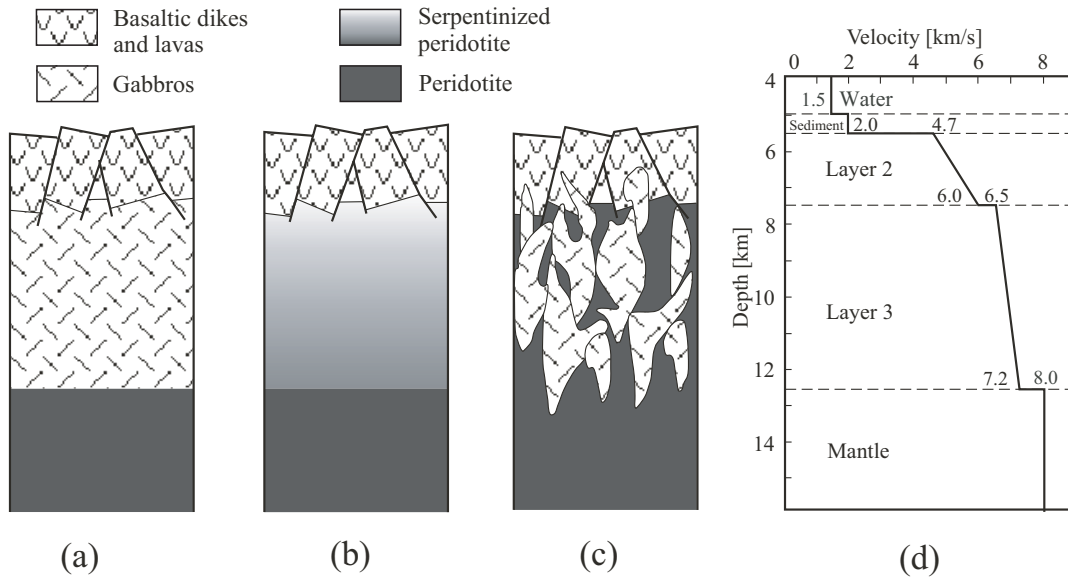 Basaltic dikes
and lavas
Gabbros
Serpentinized
peridotite
Peridotite
Velocity [km/s]
0 2 4 6 8
4
1.5 Water
Sediment 2.0 4.7
6
Layer 2
6.0 6.5
8
Depth [km]
10
Layer 3
12
7.2 8.0
14
Mantle
(a) (b) (c) (d)